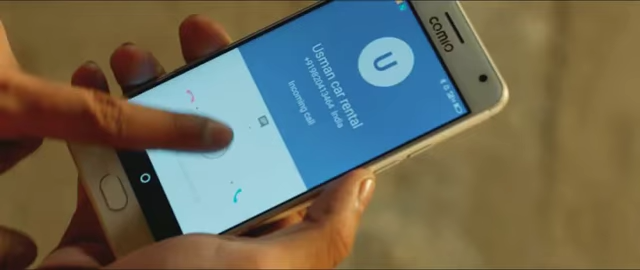 COMIO
U
Usman car rental
+919820413464 India
Incoming call